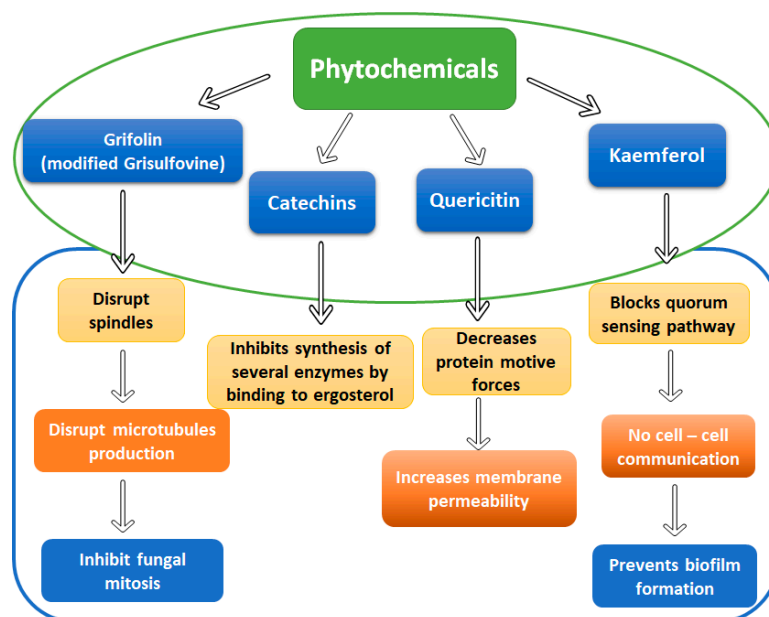 Phytochemicals
Grifolin
(modified Grisulfovine)
Catechins
Quericitin
Kaemferol
Disrupt
spindles
Inhibits synthesis of
several enzymes by
binding to ergosterol
Decreases
protein motive
forces
Blocks quorum
sensing pathway
Disrupt microtubules
production
Increases membrane
permeability
No cell – cell
communication
Inhibit fungal
mitosis
Prevents biofilm
formation